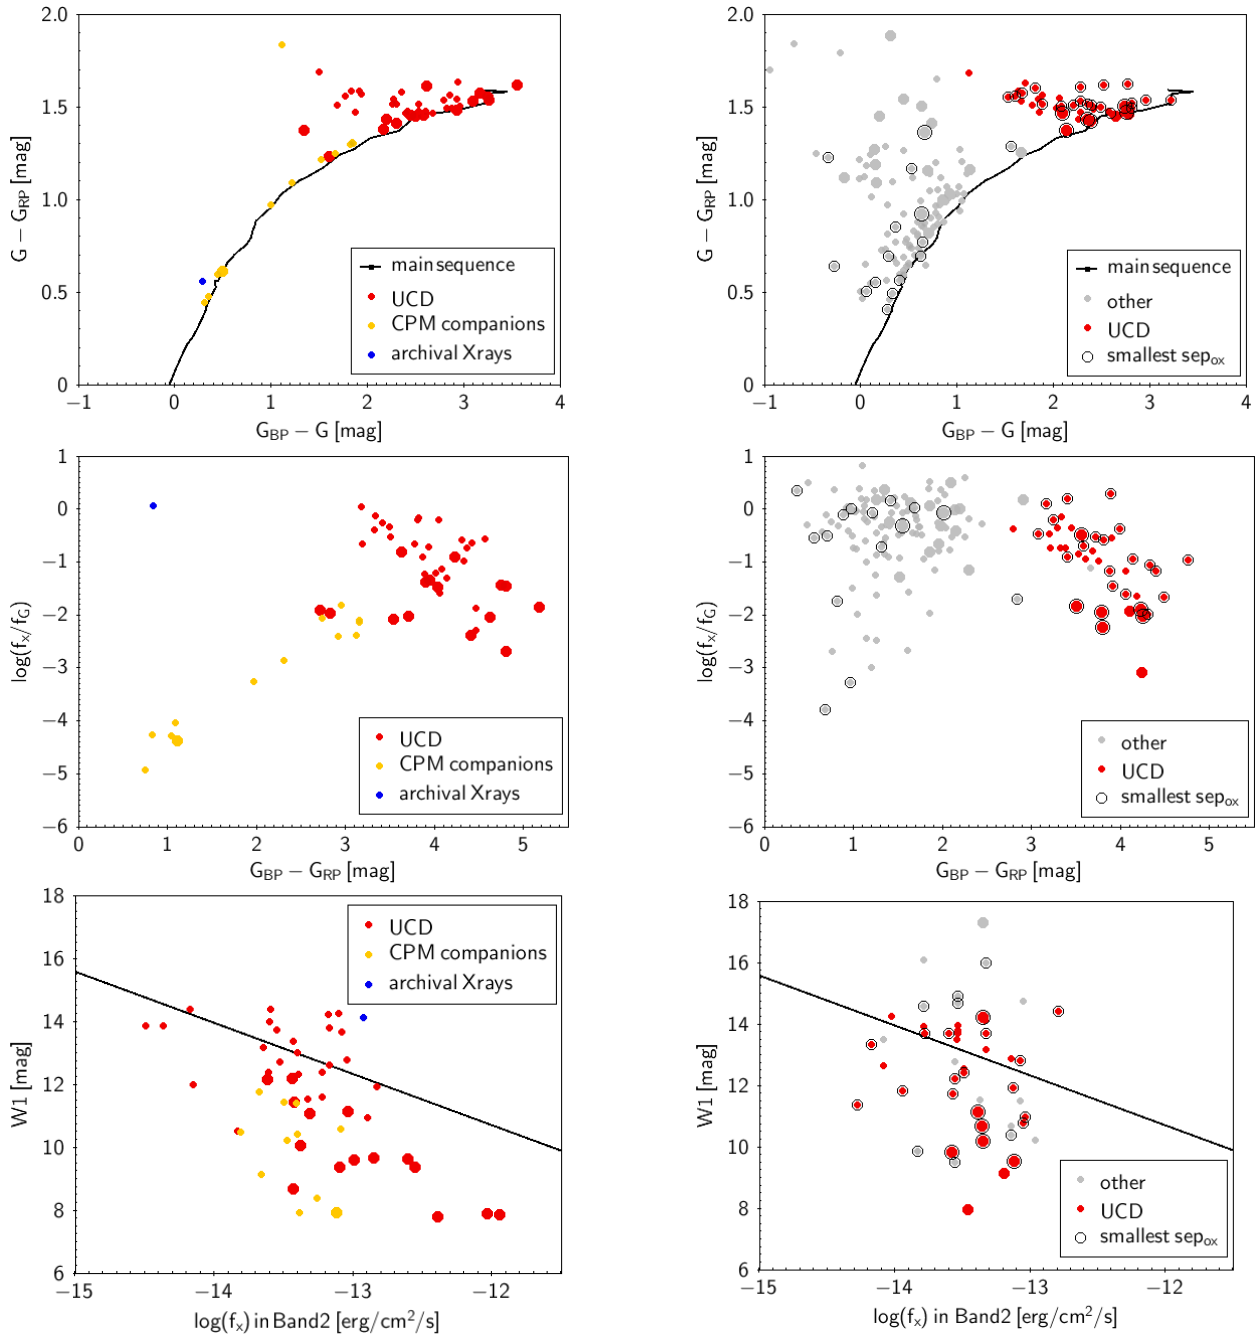 2.0
1.5
1.0
0.5
0
G − G_RP [mag]
−1 0 1 2 3 4
G_BP − G [mag]
main sequence
UCD
CPM companions
archival Xrays
2.0
1.5
1.0
0.5
0
G − G_RP [mag]
−1 0 1 2 3 4
G_BP − G [mag]
main sequence
other
UCD
smallest sep_ox
1
0
−1
−2
−3
−4
−5
−6
log(f_x/f_G)
0 1 2 3 4 5
G_BP − G_RP [mag]
UCD
CPM companions
archival Xrays
1
0
−1
−2
−3
−4
−5
−6
log(f_x/f_G)
0 1 2 3 4 5
G_BP − G_RP [mag]
other
UCD
smallest sep_ox
18
16
14
12
10
8
6
W1 [mag]
−15 −14 −13 −12
log(f_x) in Band2 [erg/cm²/s]
UCD
CPM companions
archival Xrays
18
16
14
12
10
8
6
W1 [mag]
−15 −14 −13 −12
log(f_x) in Band2 [erg/cm²/s]
other
UCD
smallest sep_ox